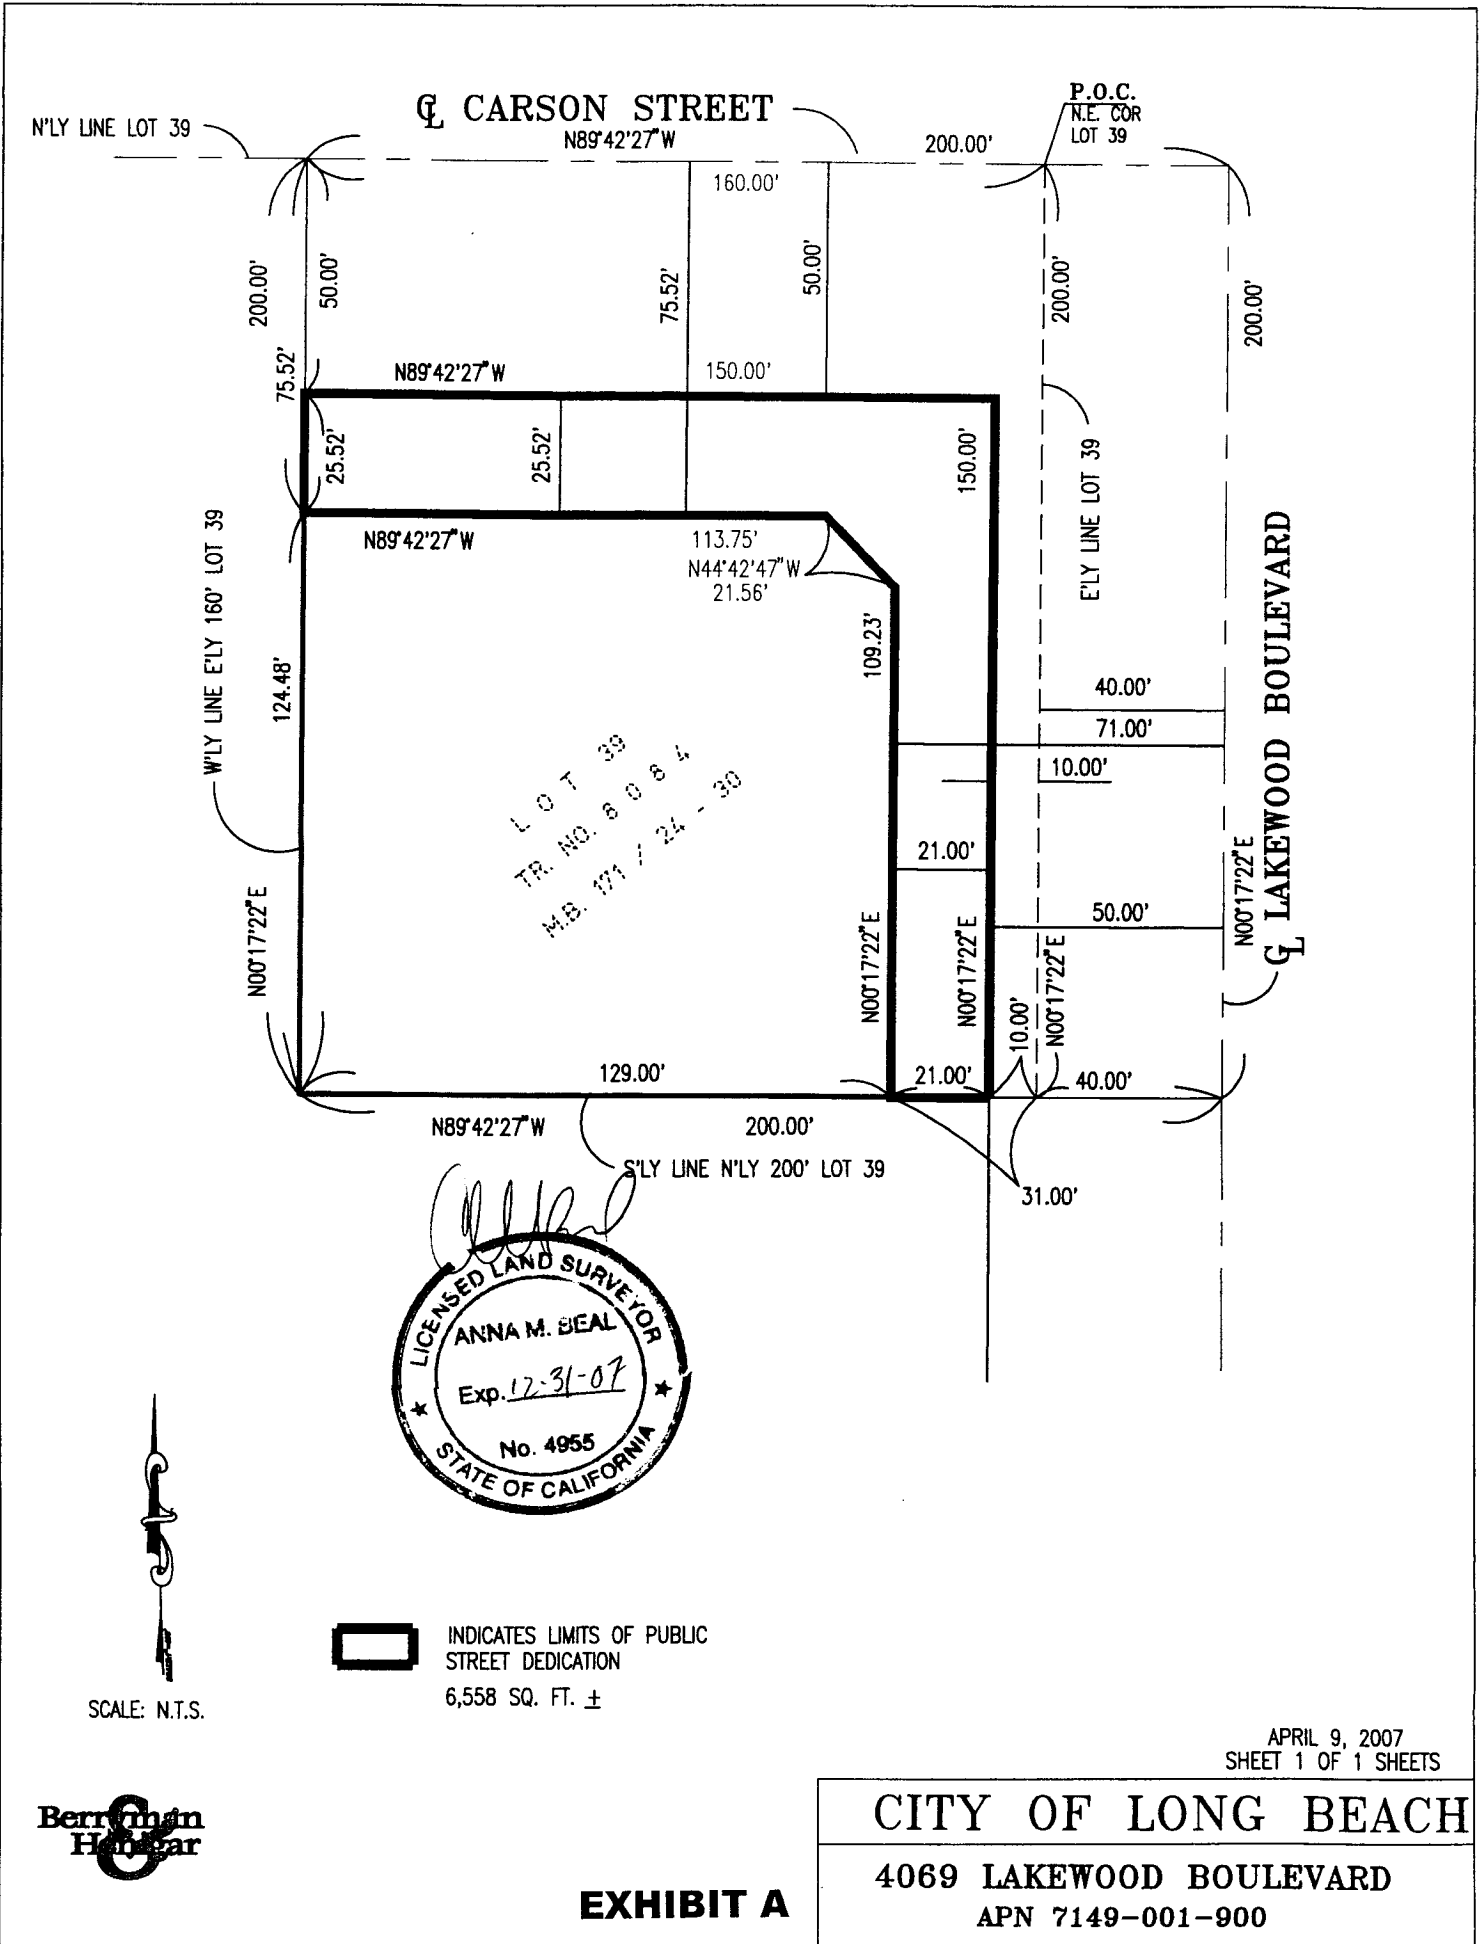 N'LY LINE LOT 39
℄ CARSON STREET
N89°42'27"W
P.O.C.
N.E. COR
LOT 39
200.00'
160.00'
200.00'
50.00'
75.52'
50.00'
200.00'
200.00'
75.52'
N89°42'27"W
150.00'
25.52'
25.52'
150.00'
E'LY LINE LOT 39
N89°42'27"W
113.75'
N44°42'47"W
21.56'
W'LY LINE E'LY 160' LOT 39
124.48'
109.23'
℄ LAKEWOOD BOULEVARD
40.00'
71.00'
10.00'
LOT 39
TR. NO. 8084
M.B. 171 / 24 - 30
21.00'
50.00'
N00°17'22"E
N00°17'22"E
N00°17'22"E
N00°17'22"E
N00°17'22"E
10.00'
129.00'
21.00'
40.00'
N89°42'27"W
200.00'
S'LY LINE N'LY 200' LOT 39
31.00'
LICENSED LAND SURVEYOR
ANNA M. BEAL
Exp. 12-31-07
No. 4955
STATE OF CALIFORNIA
INDICATES LIMITS OF PUBLIC
STREET DEDICATION
6,558 SQ. FT. ±
SCALE: N.T.S.
APRIL 9, 2007
SHEET 1 OF 1 SHEETS
Berryman
&
Henigar
CITY OF LONG BEACH
4069 LAKEWOOD BOULEVARD
APN 7149-001-900
EXHIBIT A